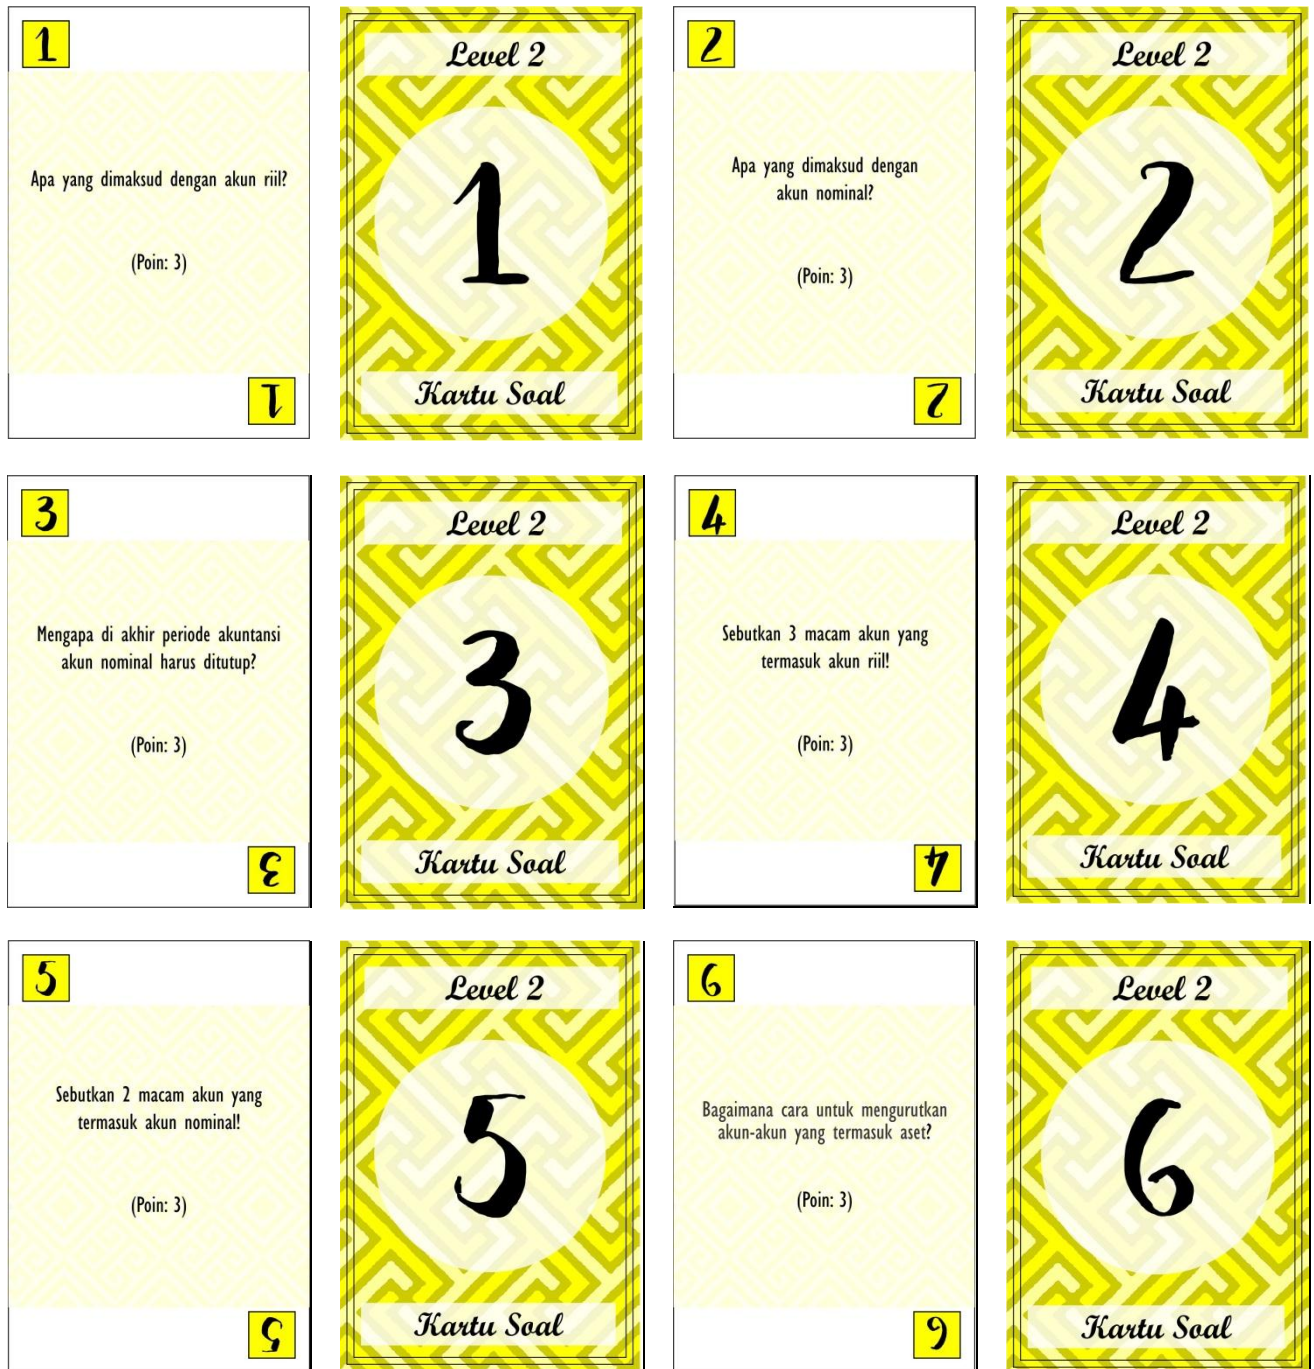 1
Apa yang dimaksud dengan akun riil?
(Poin: 3)
1
Level 2
1
Kartu Soal
2
Apa yang dimaksud dengan
akun nominal?
(Poin: 3)
2
Level 2
2
Kartu Soal
3
Mengapa di akhir periode akuntansi
akun nominal harus ditutup?
(Poin: 3)
3
Level 2
3
Kartu Soal
4
Sebutkan 3 macam akun yang
termasuk akun riil!
(Poin: 3)
4
Level 2
4
Kartu Soal
5
Sebutkan 2 macam akun yang
termasuk akun nominal!
(Poin: 3)
5
Level 2
5
Kartu Soal
6
Bagaimana cara untuk mengurutkan
akun-akun yang termasuk aset?
(Poin: 3)
6
Level 2
6
Kartu Soal